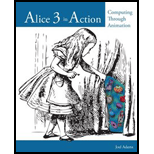 Alice 3 in Action
Computing
Through
Animation
Joel Adams